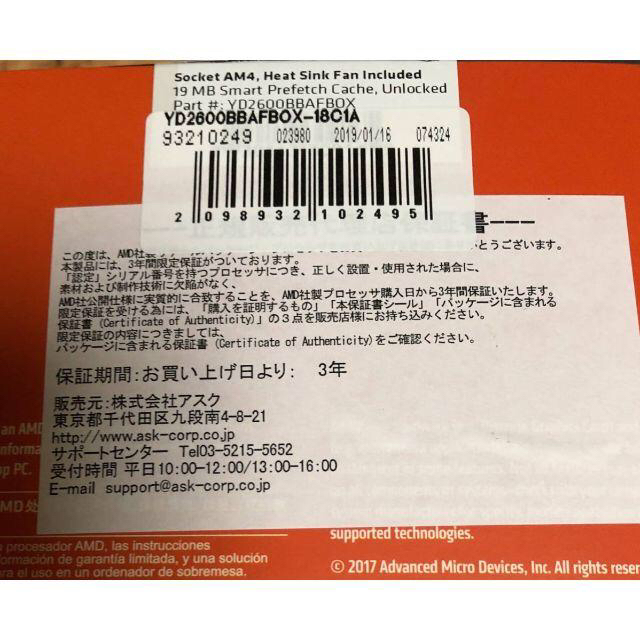 Socket AM4, Heat Sink Fan Included
19 MB Smart Prefetch Cache, Unlocked
Part #: YD2600BBAFBOX
YD2600BBAFBOX-18C1A
93210249 023980 2019/01/16 074324
2 098932 102495
書---
この度は、AMD社製
とうございます。
本製品には、3年間限定保証がついております。
「認定」シリアル番号を持つプロセッサにつき、正しく設置・使用された場合に、
素材および制作技術に欠陥がなく、
AMD社公開仕様に実質的に合致することを、AMD社製プロセッサ購入日から3年間保証いたします。
限定保証を受ける為には、「購入を証明するもの」「本保証書シール」「パッケージに含まれる
保証書 (Certificate of Authenticity)」の3点を販売店様にお持ち込みください。
限定保証の内容につきましては、
パッケージに含まれる保証書 (Certificate of Authenticity)をご確認ください。
保証期間:お買い上げ日より: 3年
販売元:株式会社アスク
東京都千代田区九段南4-8-21
http://www.ask-corp.co.jp
サポートセンター Tel03-5215-5652
受付時間 平日10:00-12:00/13:00-16:00
E-mail support@ask-corp.co.jp
an AMD
informa
op PC.
AMD 处
supported technologies.
procesador AMD, las instrucciones
formación de garantía limitada, y una solución
ra el uso en un ordenador de sobremesa.
© 2017 Advanced Micro Devices, Inc. All rights reser